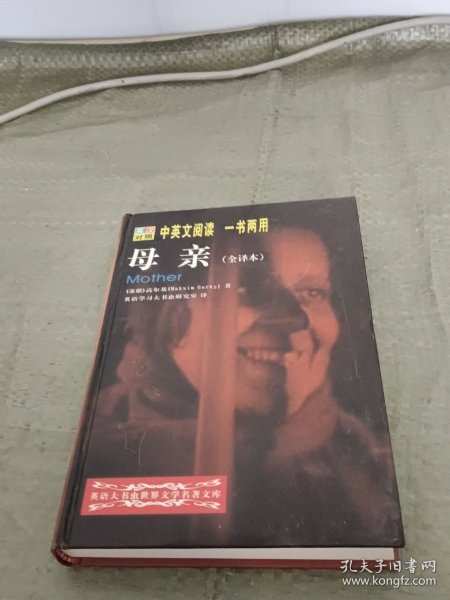 对照
中英文阅读 一书两用
母亲(全译本)
Mother
(苏联)高尔基(Maksim Gorky) 著
英语学习大书虫研究室 译
英语大书虫世界文学名著文库
孔夫子旧书网
www.kongfz.com